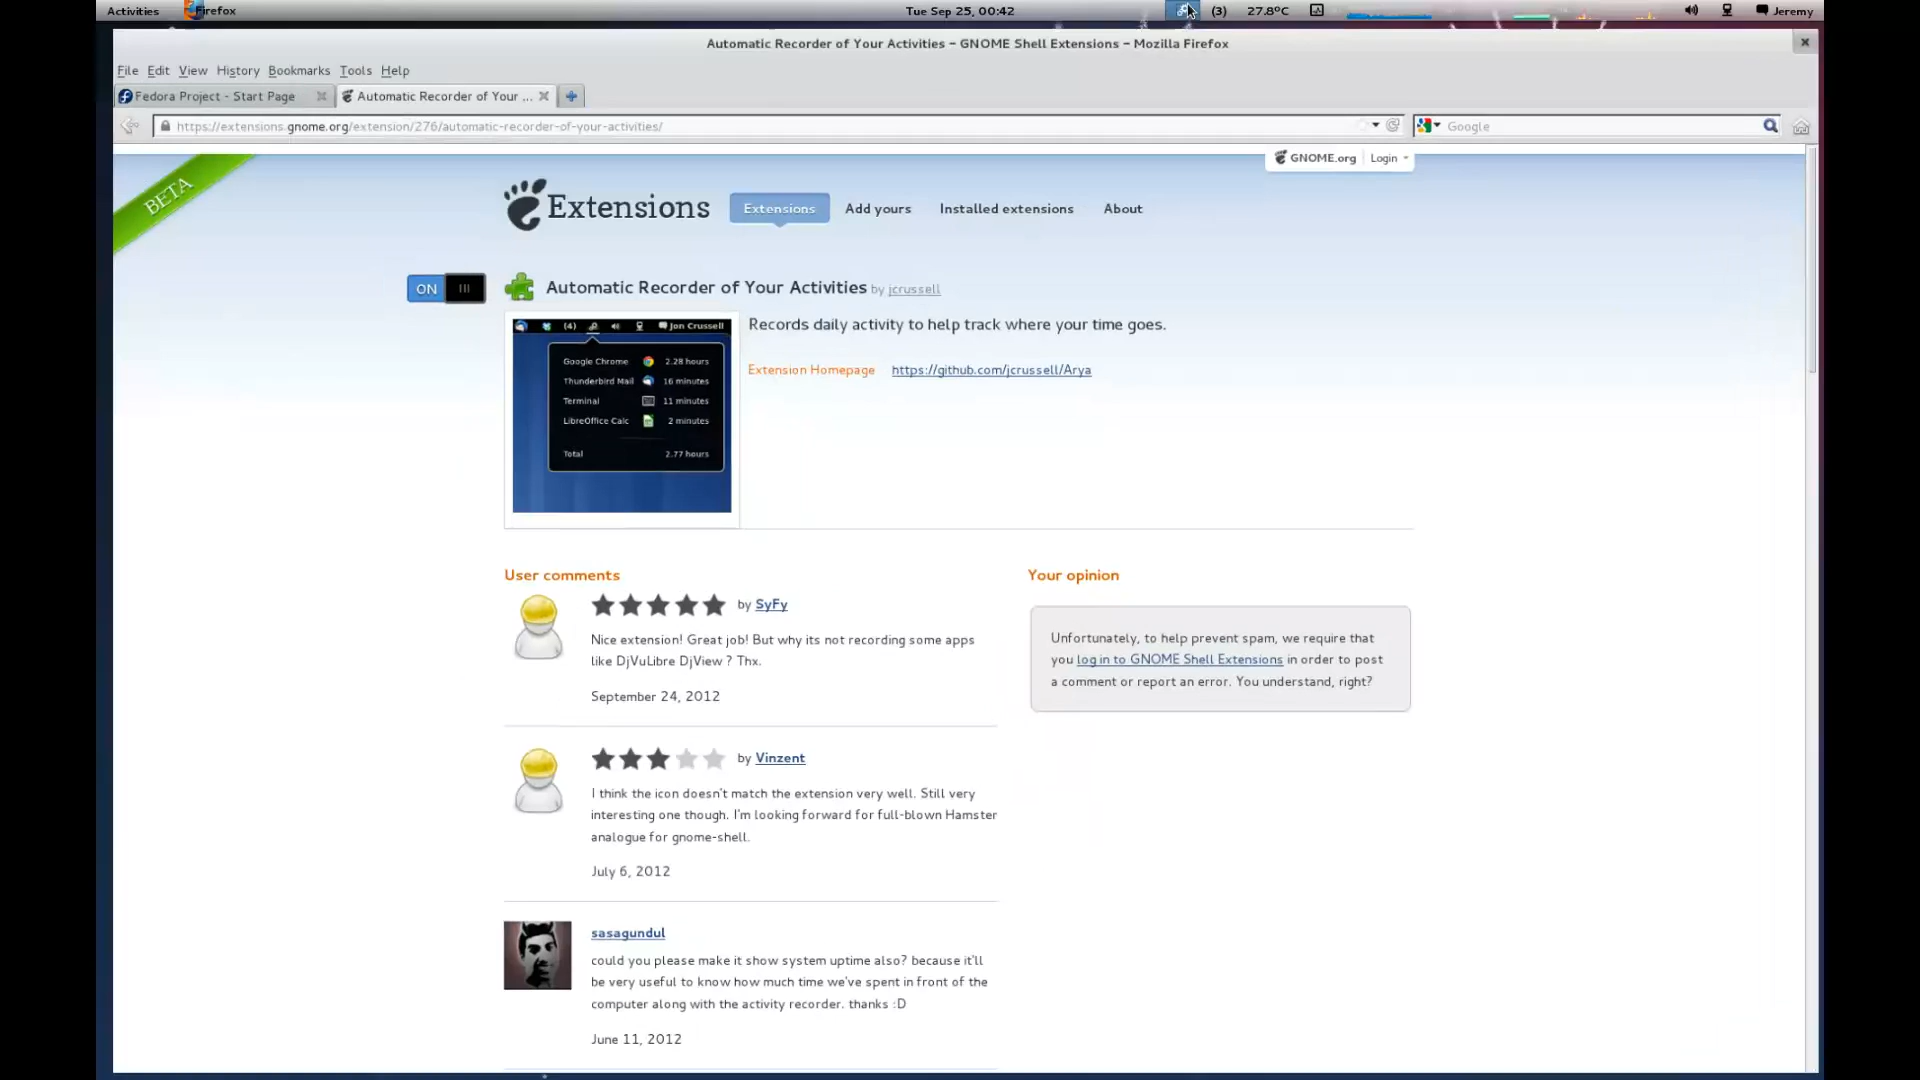 Activities Firefox Tue Sep 25, 00:42 (3) 27.8°C Jeremy
Automatic Recorder of Your Activities - GNOME Shell Extensions - Mozilla Firefox
File Edit View History Bookmarks Tools Help
Fedora Project - Start Page Automatic Recorder of Your ...
https://extensions.gnome.org/extension/276/automatic-recorder-of-your-activities/ Google
BETA
GNOME.org Login
Extensions Extensions Add yours Installed extensions About
ON Automatic Recorder of Your Activities by jcrussell
(4) Jon Crussell
Google Chrome 2.28 hours
Thunderbird Mail 16 minutes
Terminal 11 minutes
LibreOffice Calc 2 minutes
Total 2.77 hours
Records daily activity to help track where your time goes.
Extension Homepage https://github.com/jcrussell/Arya
User comments
by SyFy
Nice extension! Great job! But why its not recording some apps
like DjVuLibre DjView ? Thx.
September 24, 2012
by Vinzent
I think the icon doesn't match the extension very well. Still very
interesting one though. I'm looking forward for full-blown Hamster
analogue for gnome-shell.
July 6, 2012
sasagundul
could you please make it show system uptime also? because it'll
be very useful to know how much time we've spent in front of the
computer along with the activity recorder. thanks :D
June 11, 2012
Your opinion
Unfortunately, to help prevent spam, we require that
you log in to GNOME Shell Extensions in order to post
a comment or report an error. You understand, right?